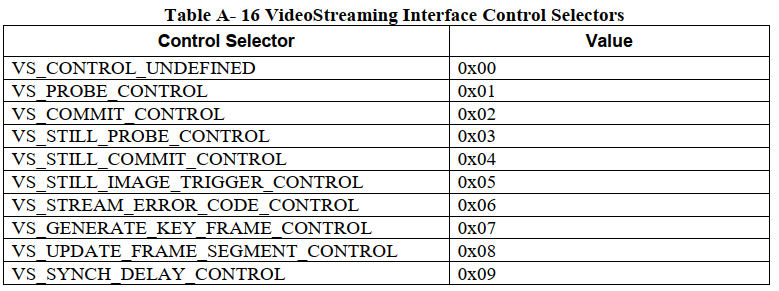 Table A- 16 VideoStreaming Interface Control Selectors
Control Selector Value
VS_CONTROL_UNDEFINED 0x00
VS_PROBE_CONTROL 0x01
VS_COMMIT_CONTROL 0x02
VS_STILL_PROBE_CONTROL 0x03
VS_STILL_COMMIT_CONTROL 0x04
VS_STILL_IMAGE_TRIGGER_CONTROL 0x05
VS_STREAM_ERROR_CODE_CONTROL 0x06
VS_GENERATE_KEY_FRAME_CONTROL 0x07
VS_UPDATE_FRAME_SEGMENT_CONTROL 0x08
VS_SYNCH_DELAY_CONTROL 0x09